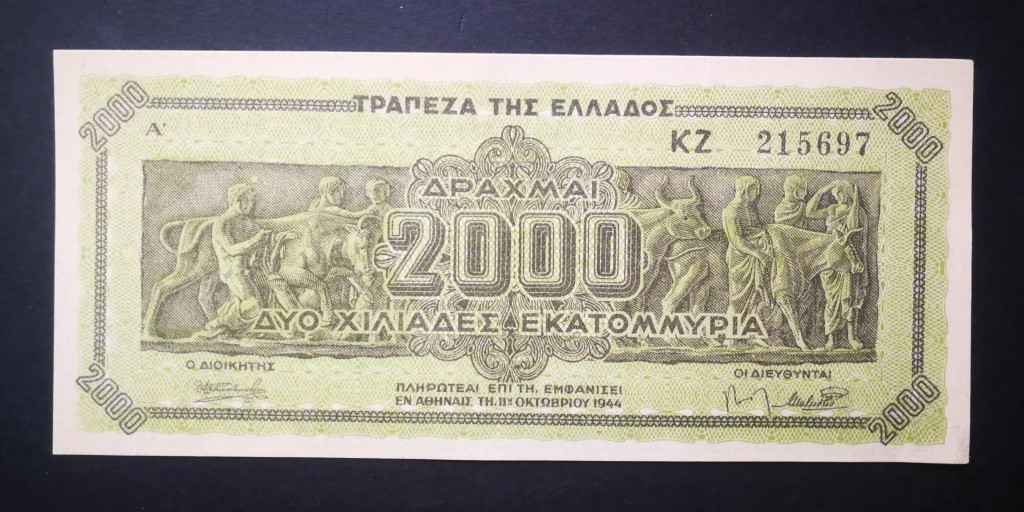 2000 ΤΡΑΠΕΖΑ ΤΗΣ ΕΛΛΑΔΟΣ 2000
Α' ΚΖ 215697
ΔΡΑΧΜΑΙ
2000
ΔΥΟ ΧΙΛΙΑΔΕΣ ΕΚΑΤΟΜΜΥΡΙΑ
Ο ΔΙΟΙΚΗΤΗΣ ΟΙ ΔΙΕΥΘΥΝΤΑΙ
ΠΛΗΡΩΤΕΑΙ ΕΠΙ ΤΗ. ΕΜΦΑΝΙΣΕΙ
ΕΝ ΑΘΗΝΑΙΣ ΤΗ. 11ῃ ΟΚΤΩΒΡΙΟΥ 1944
2000 2000